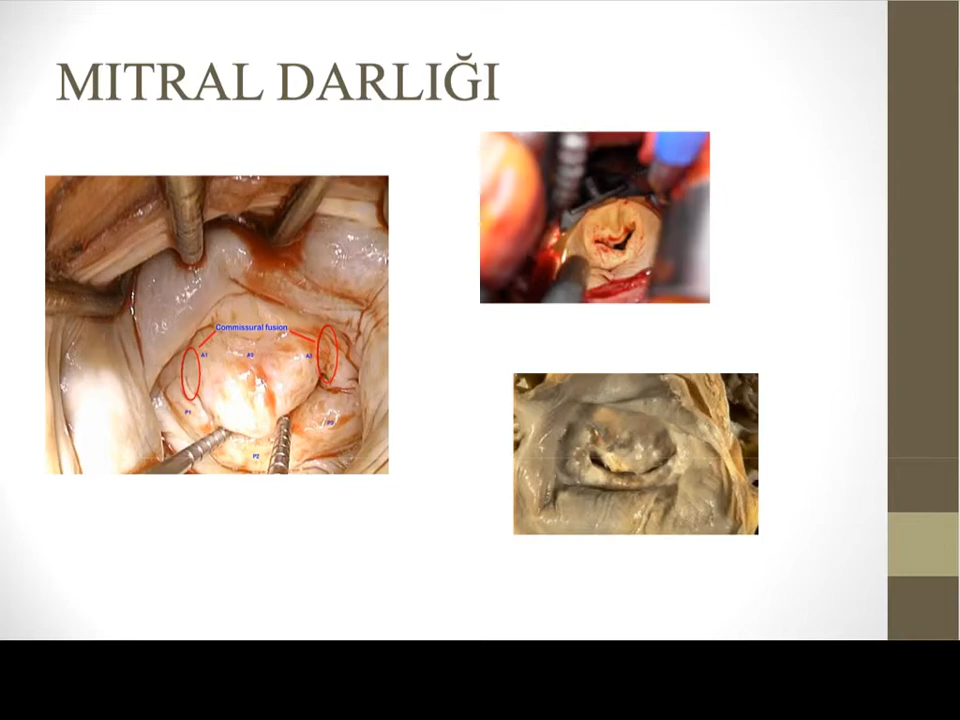 MITRAL DARLIĞI
Commissural fusion
A1
A2
A3
P1
P3
P2